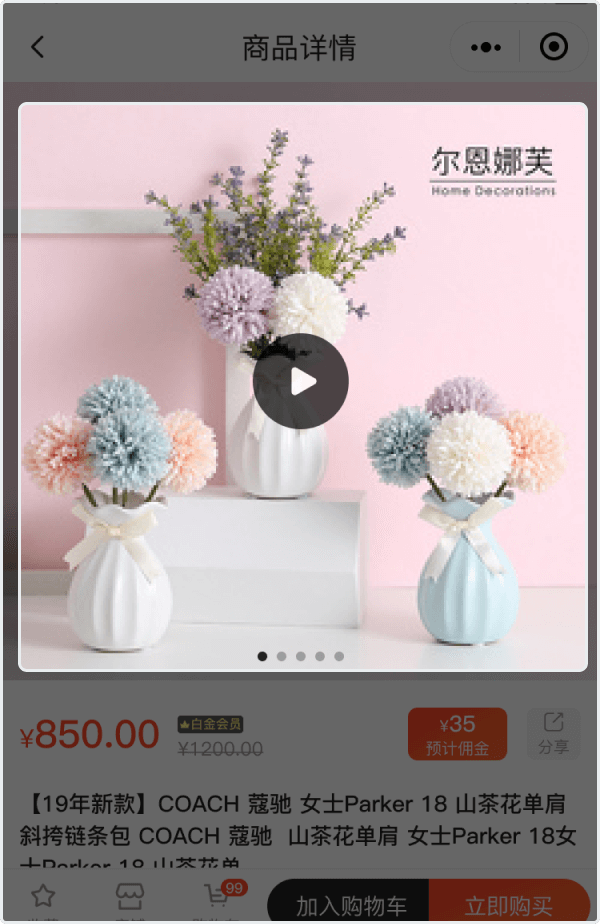 商品详情
尔恩娜芙
Home Decorations
¥850.00
白金会员
¥1200.00
¥35
预计佣金
分享
【19年新款】COACH 蔻驰 女士Parker 18 山茶花单肩
斜挎链条包 COACH 蔻驰 山茶花单肩 女士Parker 18女
士Parker 18 山茶花单
99
加入购物车
立即购买